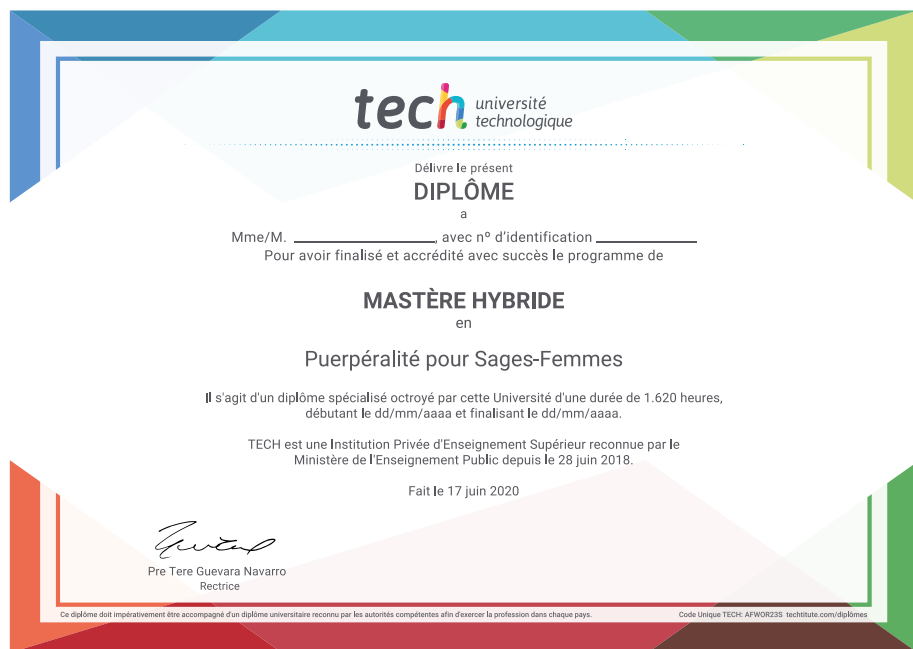 tech université
technologique
Délivre le présent
DIPLÔME
a
Mme/M. ________________, avec nº d'identification ____________
Pour avoir finalisé et accrédité avec succès le programme de
MASTÈRE HYBRIDE
en
Puerpéralité pour Sages-Femmes
Il s'agit d'un diplôme spécialisé octroyé par cette Université d'une durée de 1.620 heures,
débutant le dd/mm/aaaa et finalisant le dd/mm/aaaa.
TECH est une Institution Privée d'Enseignement Supérieur reconnue par le
Ministère de l'Enseignement Public depuis le 28 juin 2018.
Fait le 17 juin 2020
Pre Tere Guevara Navarro
Rectrice
Ce diplôme doit impérativement être accompagné d'un diplôme universitaire reconnu par les autorités compétentes afin d'exercer la profession dans chaque pays.
Code Unique TECH: AFWOR23S techtitute.com/diplômes